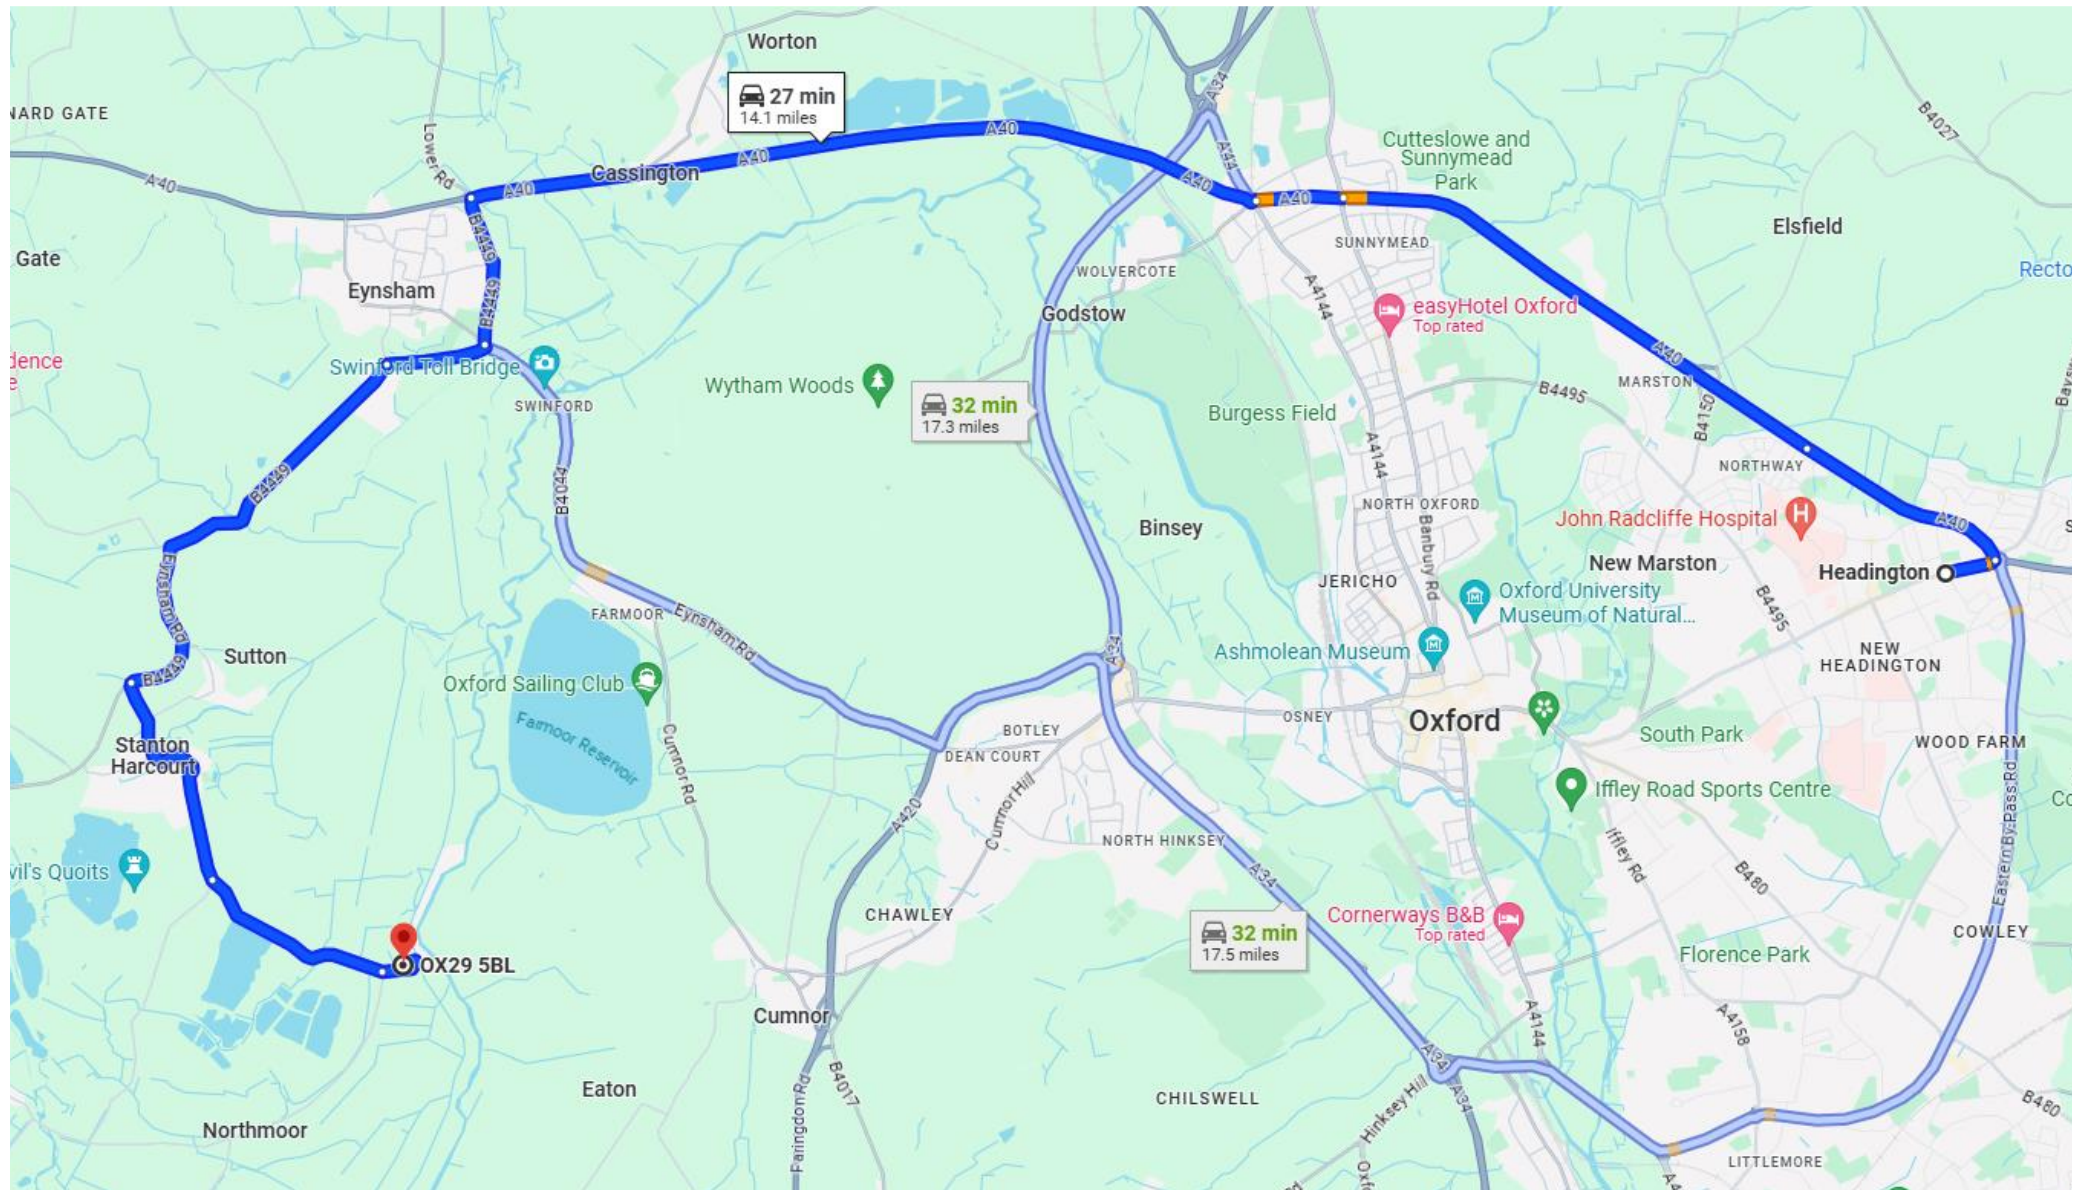 Worton
27 min
14.1 miles
NARD GATE
Lower Rd
A40
A34
B4027
Cutteslowe and
Sunnymead
Park
A40
A40
Cassington
A40
A44
A40
A40
Elsfield
Gate
B4449
SUNNYMEAD
Recto
WOLVERCOTE
Eynsham
B4449
A4144
easyHotel Oxford
Top rated
Godstow
dence
e
Swinford Toll Bridge
A40
MARSTON
Wytham Woods
B4495
SWINFORD
32 min
17.3 miles
Burgess Field
B4150
A4144
NORTHWAY
B4449
B4044
NORTH OXFORD
Banbury Rd
John Radcliffe Hospital
A40
Binsey
New Marston
Headington
JERICHO
Eynsham Rd
Oxford University
Museum of Natural...
B4495
FARMOOR
Eynsham Rd
A34
Ashmolean Museum
NEW
HEADINGTON
Sutton
B4449
Oxford Sailing Club
OSNEY
Oxford
Farmoor Reservoir
BOTLEY
South Park
WOOD FARM
Stanton
Harcourt
Cumnor Rd
DEAN COURT
Iffley Road Sports Centre
Eastern By-Pass Rd
Co
A420
Cumnor Hill
NORTH HINKSEY
Iffley Rd
vil's Quoits
A34
B480
CHAWLEY
Cornerways B&B
Top rated
COWLEY
32 min
17.5 miles
Florence Park
OX29 5BL
Cumnor
A4144
A4158
A34
Eaton
B4017
Hinksey Hill
A34
CHILSWELL
B480
Northmoor
Faringdon Rd
LITTLEMORE